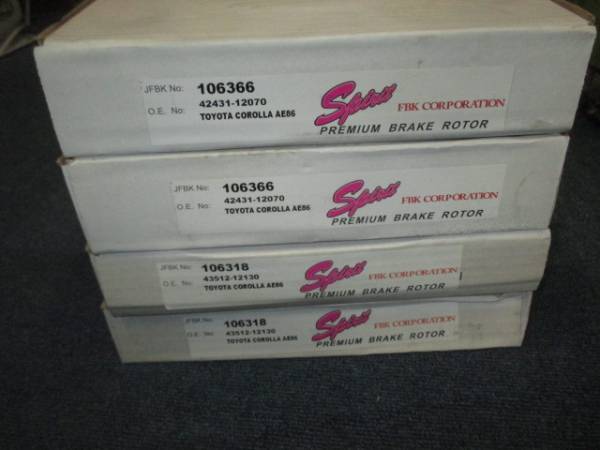 JFBK No: 106366
O.E. No: 42431-12070
TOYOTA COROLLA AE86
Spirit FBK CORPORATION
PREMIUM BRAKE ROTOR
JFBK No: 106366
O.E. No: 42431-12070
TOYOTA COROLLA AE86
Spirit FBK CORPORATION
PREMIUM BRAKE ROTOR
JFBK No: 106318
O.E. No: 43512-12130
TOYOTA COROLLA AE86
Spirit FBK CORPORATION
PREMIUM BRAKE ROTOR
JFBK No: 106318
O.E. No: 43512-12130
TOYOTA COROLLA AE86
Spirit FBK CORPORATION
PREMIUM BRAKE ROTOR